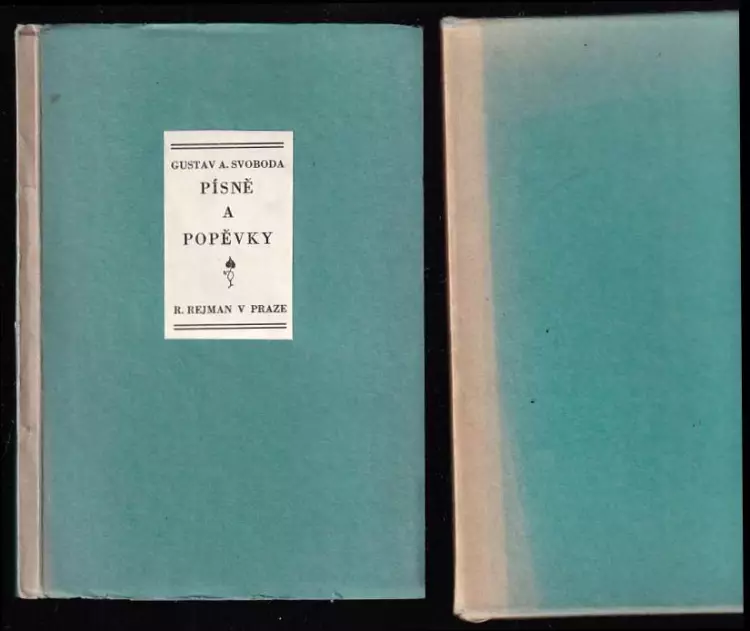 GUSTAV A. SVOBODA
PÍSNĚ
A
POPĚVKY
R. REJMAN V PRAZE